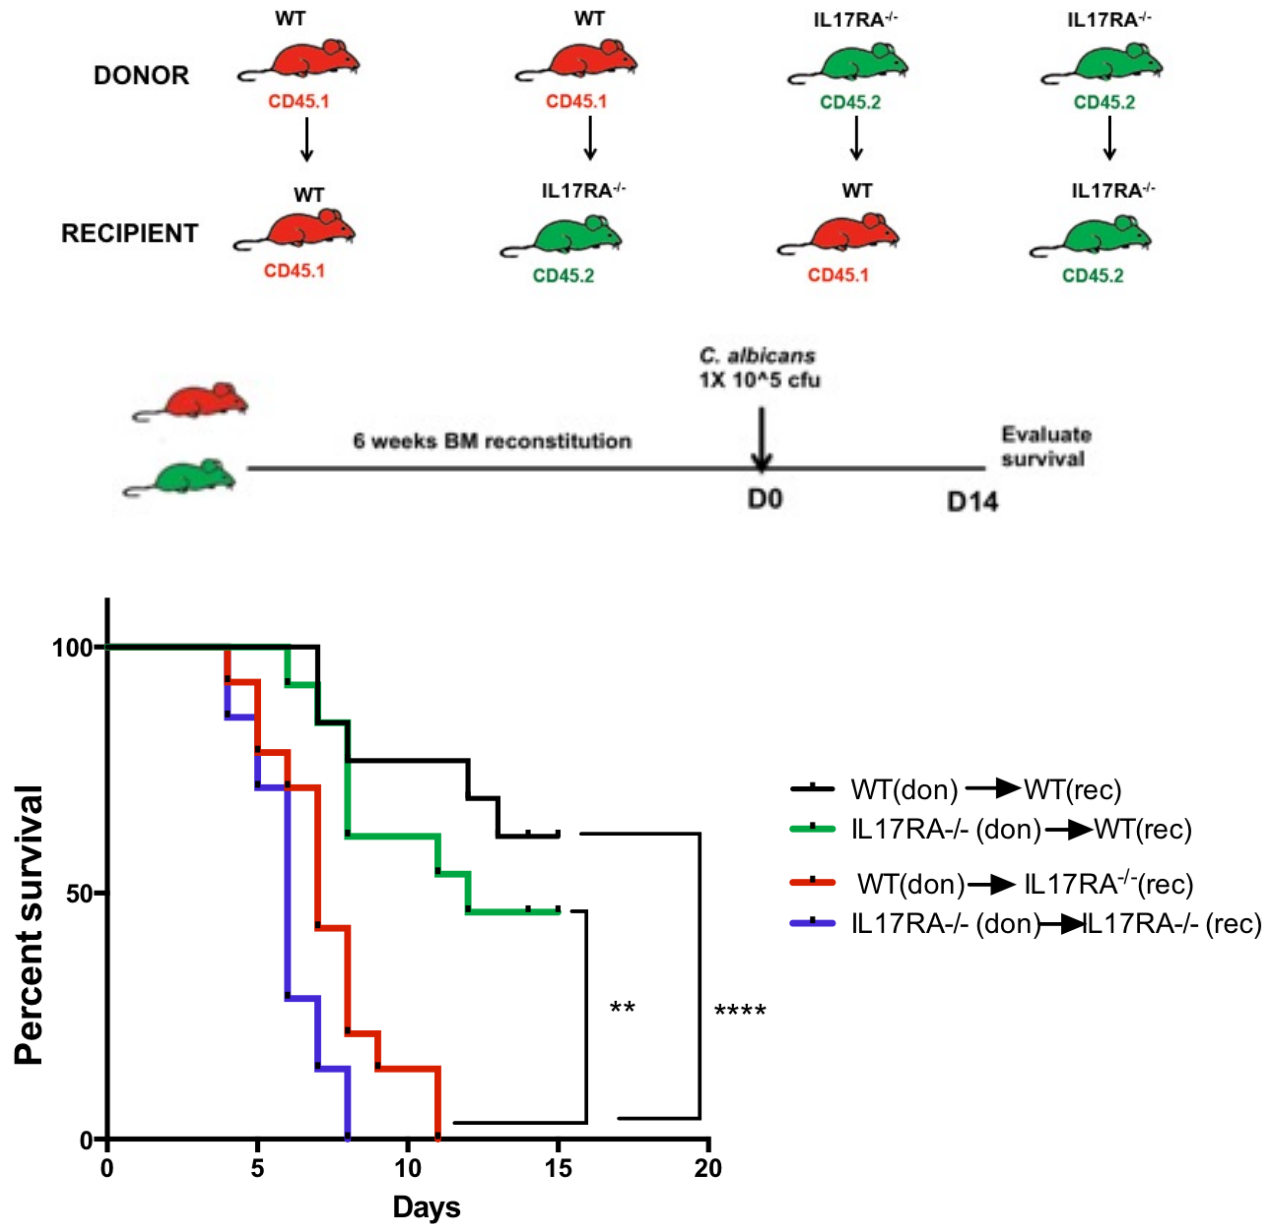 WT WT IL17RA-/- IL17RA-/-
DONOR
CD45.1 CD45.1 CD45.2 CD45.2
WT IL17RA-/- WT IL17RA-/-
RECIPIENT
CD45.1 CD45.2 CD45.1 CD45.2
C. albicans
1X 10^5 cfu
6 weeks BM reconstitution
Evaluate
survival
D0 D14
100
50
0
Percent survival
0 5 10 15 20
Days
** ****
WT(don) WT(rec)
IL17RA-/- (don) WT(rec)
WT(don) IL17RA-/-(rec)
IL17RA-/- (don) IL17RA-/- (rec)